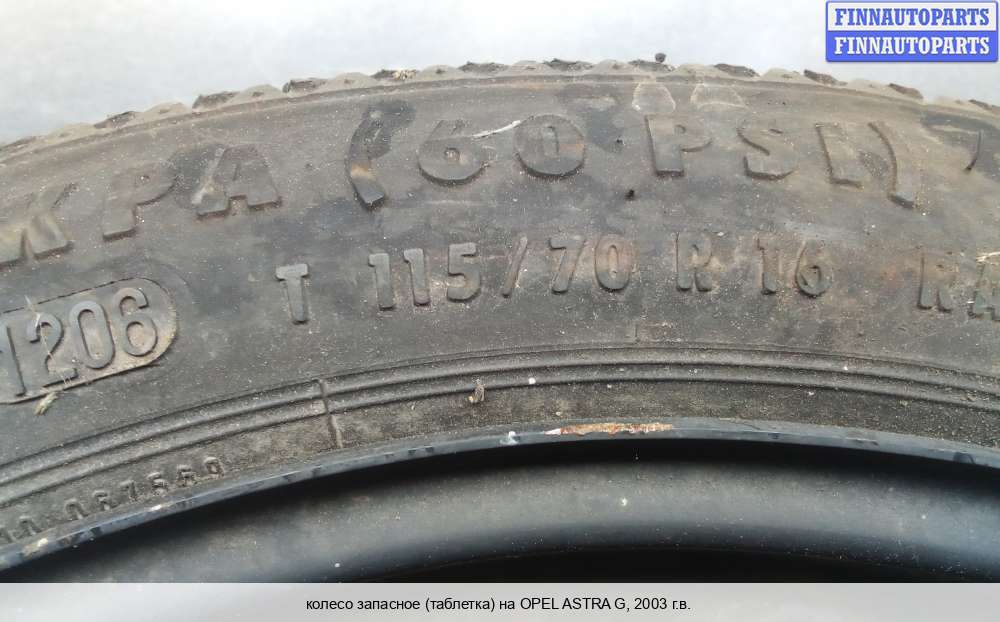 FINNAUTOPARTS
FINNAUTOPARTS
KPA (60 PSI)
T 115/70 R 16
1206
колесо запасное (таблетка) на OPEL ASTRA G, 2003 г.в.